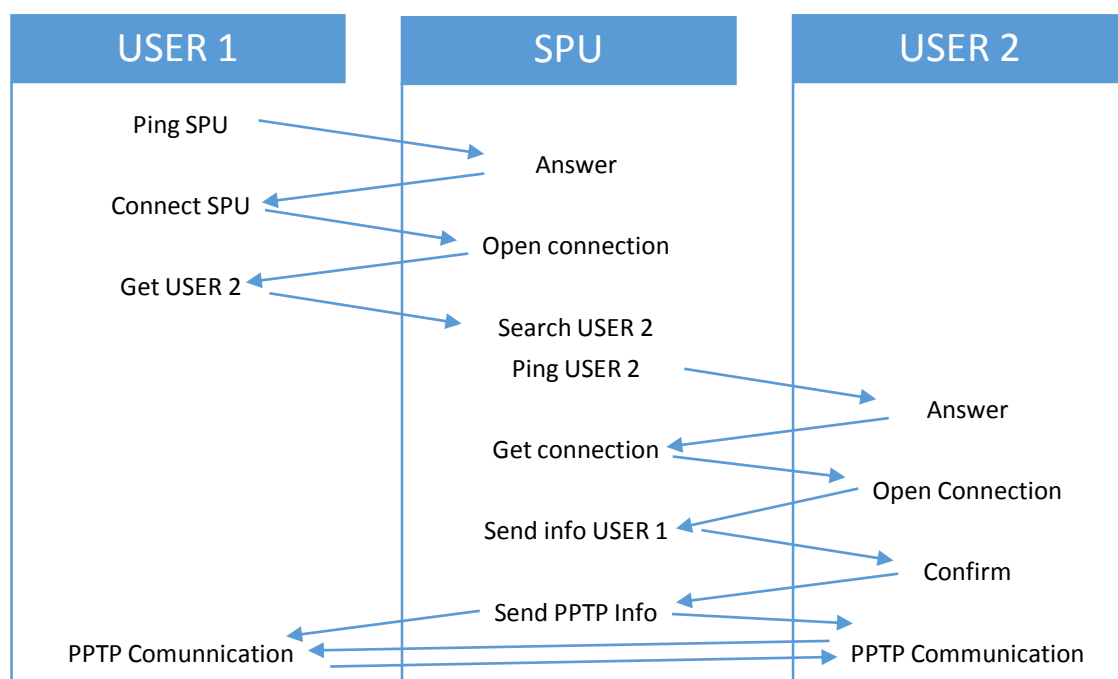 USER 1
SPU
USER 2
Ping SPU
Answer
Connect SPU
Open connection
Get USER 2
Search USER 2
Ping USER 2
Answer
Get connection
Open Connection
Send info USER 1
Confirm
Send PPTP Info
PPTP Comunnication
PPTP Communication